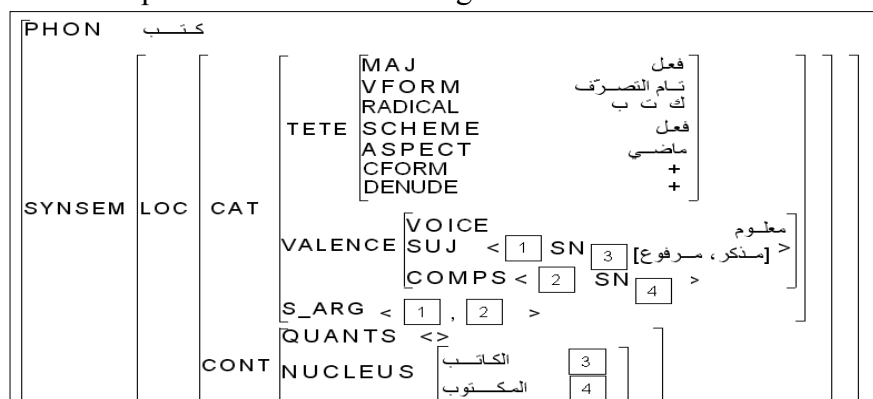 PHON كتب
MAJ فعل
VFORM تام التصرّف
RADICAL ك ت ب
TETE SCHEME فعل
ASPECT ماضي
CFORM +
DENUDE +
SYNSEM LOC CAT
VOICE معلوم
VALENCE SUJ < 1 SN 3 [مذكر، مرفوع] >
COMPS < 2 SN 4 >
S_ARG < 1 , 2 >
QUANTS <>
CONT NUCLEUS الكاتب 3
المكتوب 4